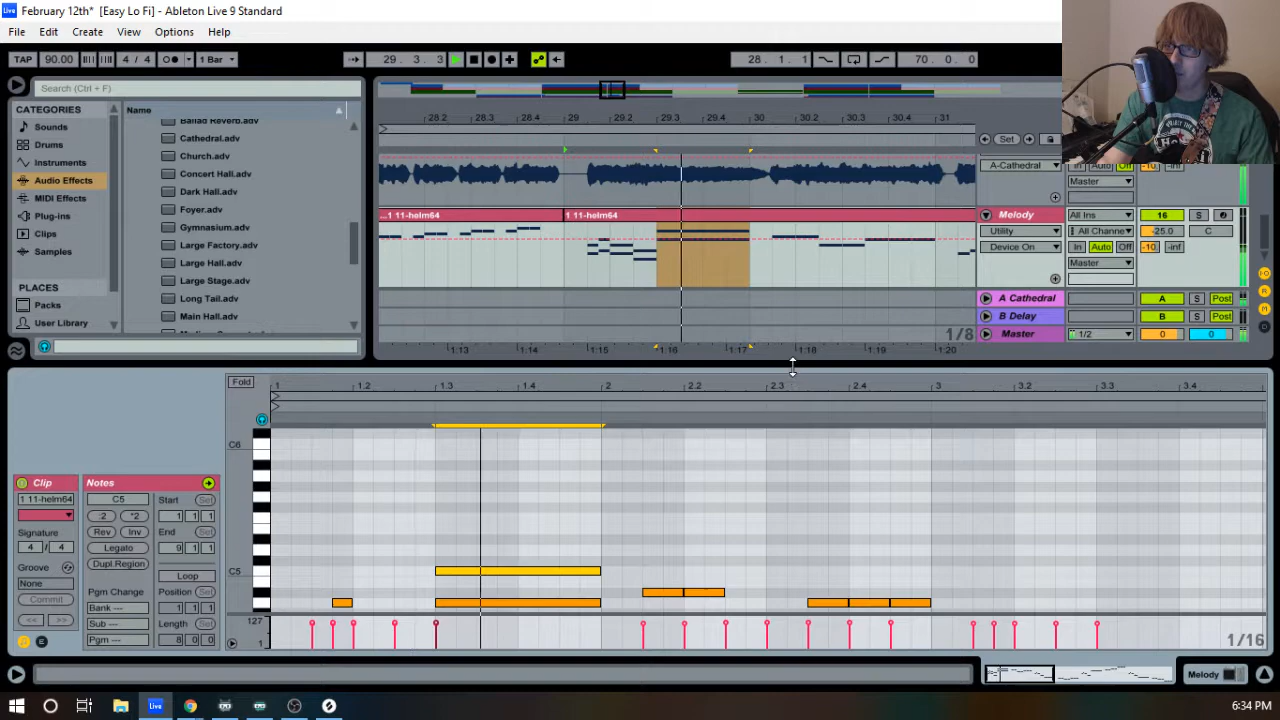 February 12th* [Easy Lo Fi] - Ableton Live 9 Standard
File Edit Create View Options Help
TAP 90.00 4 / 4 1 Bar 29. 3. 3 28. 1. 1 70. 0. 0
Search (Ctrl + F)
CATEGORIES
Sounds
Drums
Instruments
Audio Effects
MIDI Effects
Plug-ins
Clips
Samples
PLACES
Packs
User Library
Name
Ballad Reverb.adv
Cathedral.adv
Church.adv
Concert Hall.adv
Dark Hall.adv
Foyer.adv
Gymnasium.adv
Large Factory.adv
Large Hall.adv
Large Stage.adv
Long Tail.adv
Main Hall.adv
28.2 28.3 28.4 29 29.2 29.3 29.4 30 30.2 30.3 30.4 31
Set
A-Cathedral In Auto Off -10 -inf
Master
...1 11-helm64 1 11-helm64 Melody All Ins 16 S
Utility All Channe -25.0 C
Device On In Auto Off -10 -inf
Master
A Cathedral A S Post
B Delay B S Post
1/8 Master 1/2 0 0
1:13 1:14 1:15 1:16 1:17 1:18 1:19 1:20
Fold 1 1.2 1.3 1.4 2 2.2 2.3 2.4 3 3.2 3.3 3.4
C6
C5
127
1
1/16
Clip
1 11-helm64
Signature
4 / 4
Groove
None
Commit
<< >>
Notes
C5
:2 *2
Rev Inv
Legato
Dupl.Region
Pgm Change
Bank ---
Sub ---
Pgm ---
Start Set
1 1 1
End Set
9 1 1
Loop
Position Set
1 1 1
Length Set
8 0 0
Melody
Live
6:34 PM